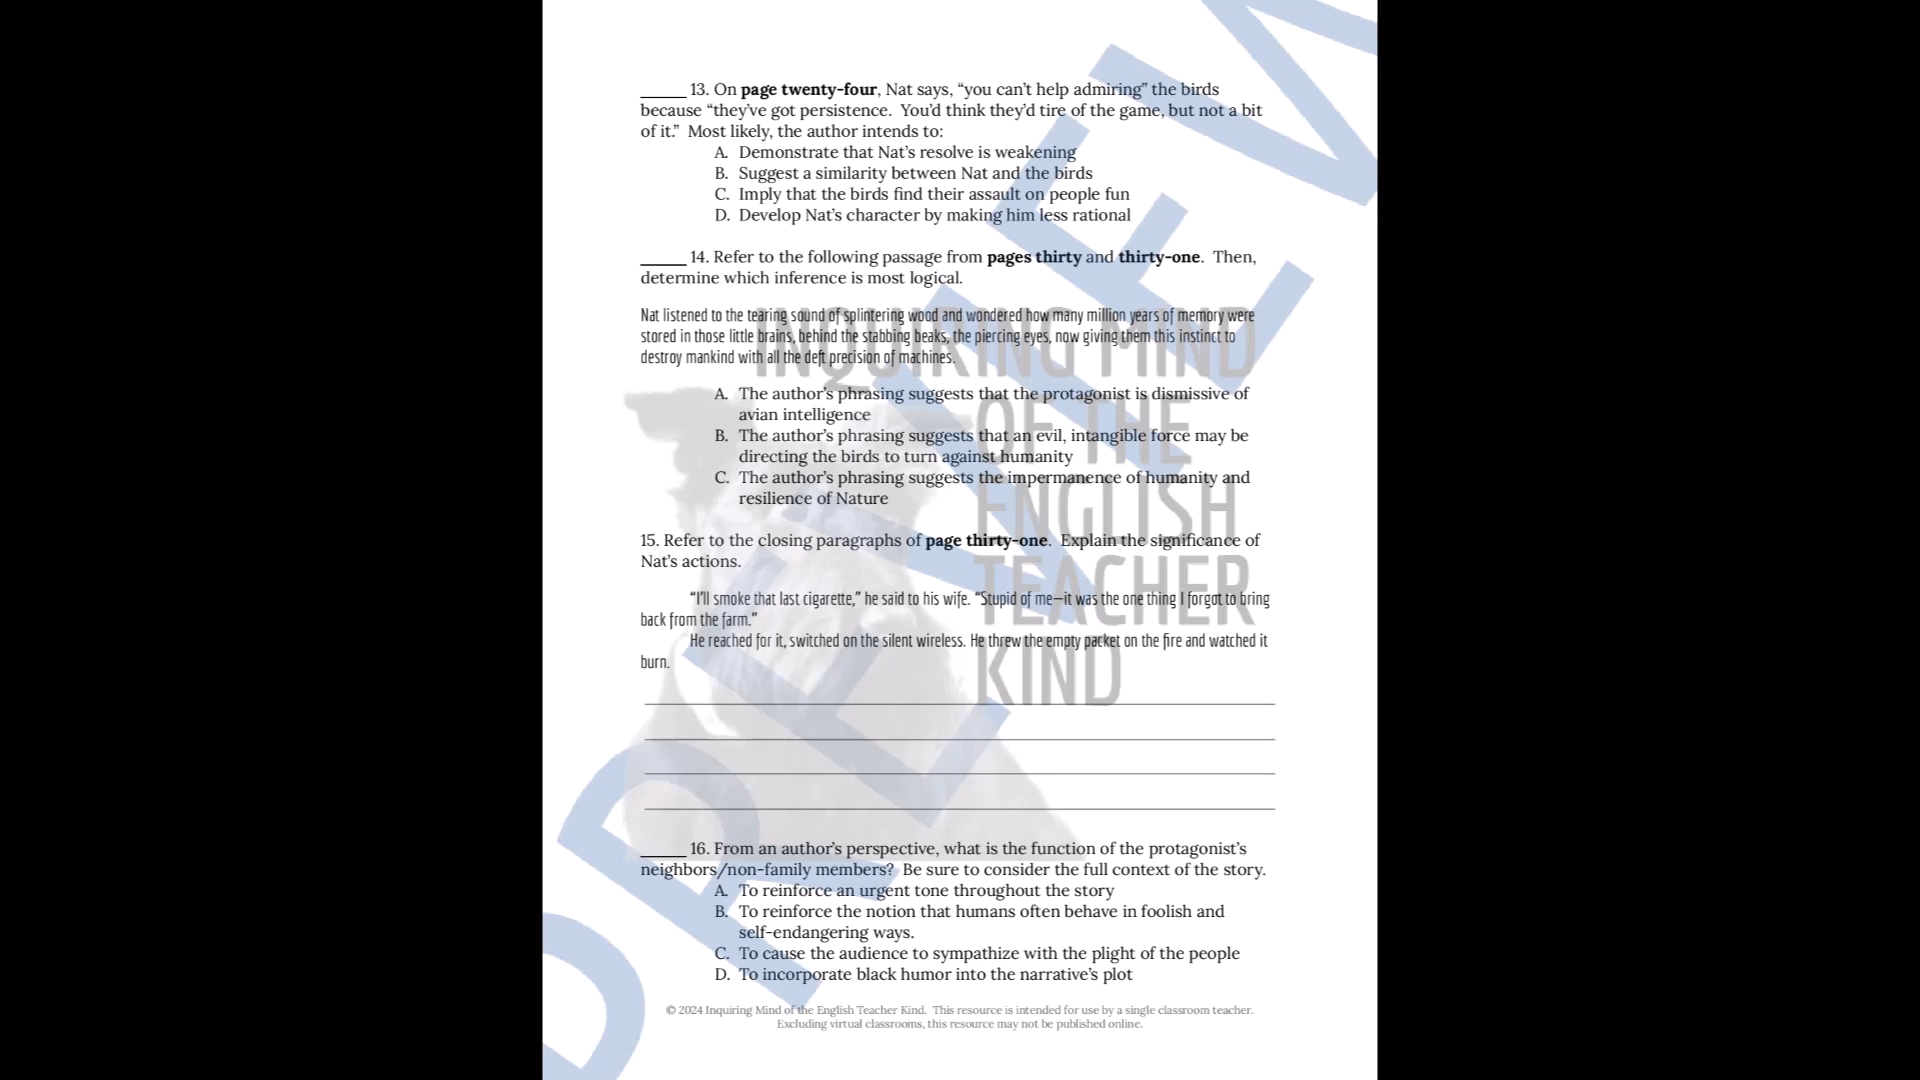 _____ 13. On page twenty-four, Nat says, “you can’t help admiring” the birds
because “they’ve got persistence.  You’d think they’d tire of the game, but not a bit
of it.”  Most likely, the author intends to:
A. Demonstrate that Nat’s resolve is weakening
B. Suggest a similarity between Nat and the birds
C. Imply that the birds find their assault on people fun
D. Develop Nat’s character by making him less rational
_____ 14. Refer to the following passage from pages thirty and thirty-one.  Then,
determine which inference is most logical.
Nat listened to the tearing sound of splintering wood and wondered how many million years of memory were
stored in those little brains, behind the stabbing beaks, the piercing eyes, now giving them this instinct to
destroy mankind with all the deft precision of machines.
A. The author’s phrasing suggests that the protagonist is dismissive of
avian intelligence
B. The author’s phrasing suggests that an evil, intangible force may be
directing the birds to turn against humanity
C. The author’s phrasing suggests the impermanence of humanity and
resilience of Nature
15. Refer to the closing paragraphs of page thirty-one.  Explain the significance of
Nat’s actions.
“I’ll smoke that last cigarette,” he said to his wife. “Stupid of me—it was the one thing I forgot to bring
back from the farm.”
He reached for it, switched on the silent wireless. He threw the empty packet on the fire and watched it
burn.
_____ 16. From an author’s perspective, what is the function of the protagonist’s
neighbors/non-family members?  Be sure to consider the full context of the story.
A. To reinforce an urgent tone throughout the story
B. To reinforce the notion that humans often behave in foolish and
self-endangering ways.
C. To cause the audience to sympathize with the plight of the people
D. To incorporate black humor into the narrative’s plot
© 2024 Inquiring Mind of the English Teacher Kind.  This resource is intended for use by a single classroom teacher.
Excluding virtual classrooms, this resource may not be published online.
INQUIRING MIND
OF THE
ENGLISH
TEACHER
KIND
PREVIEW